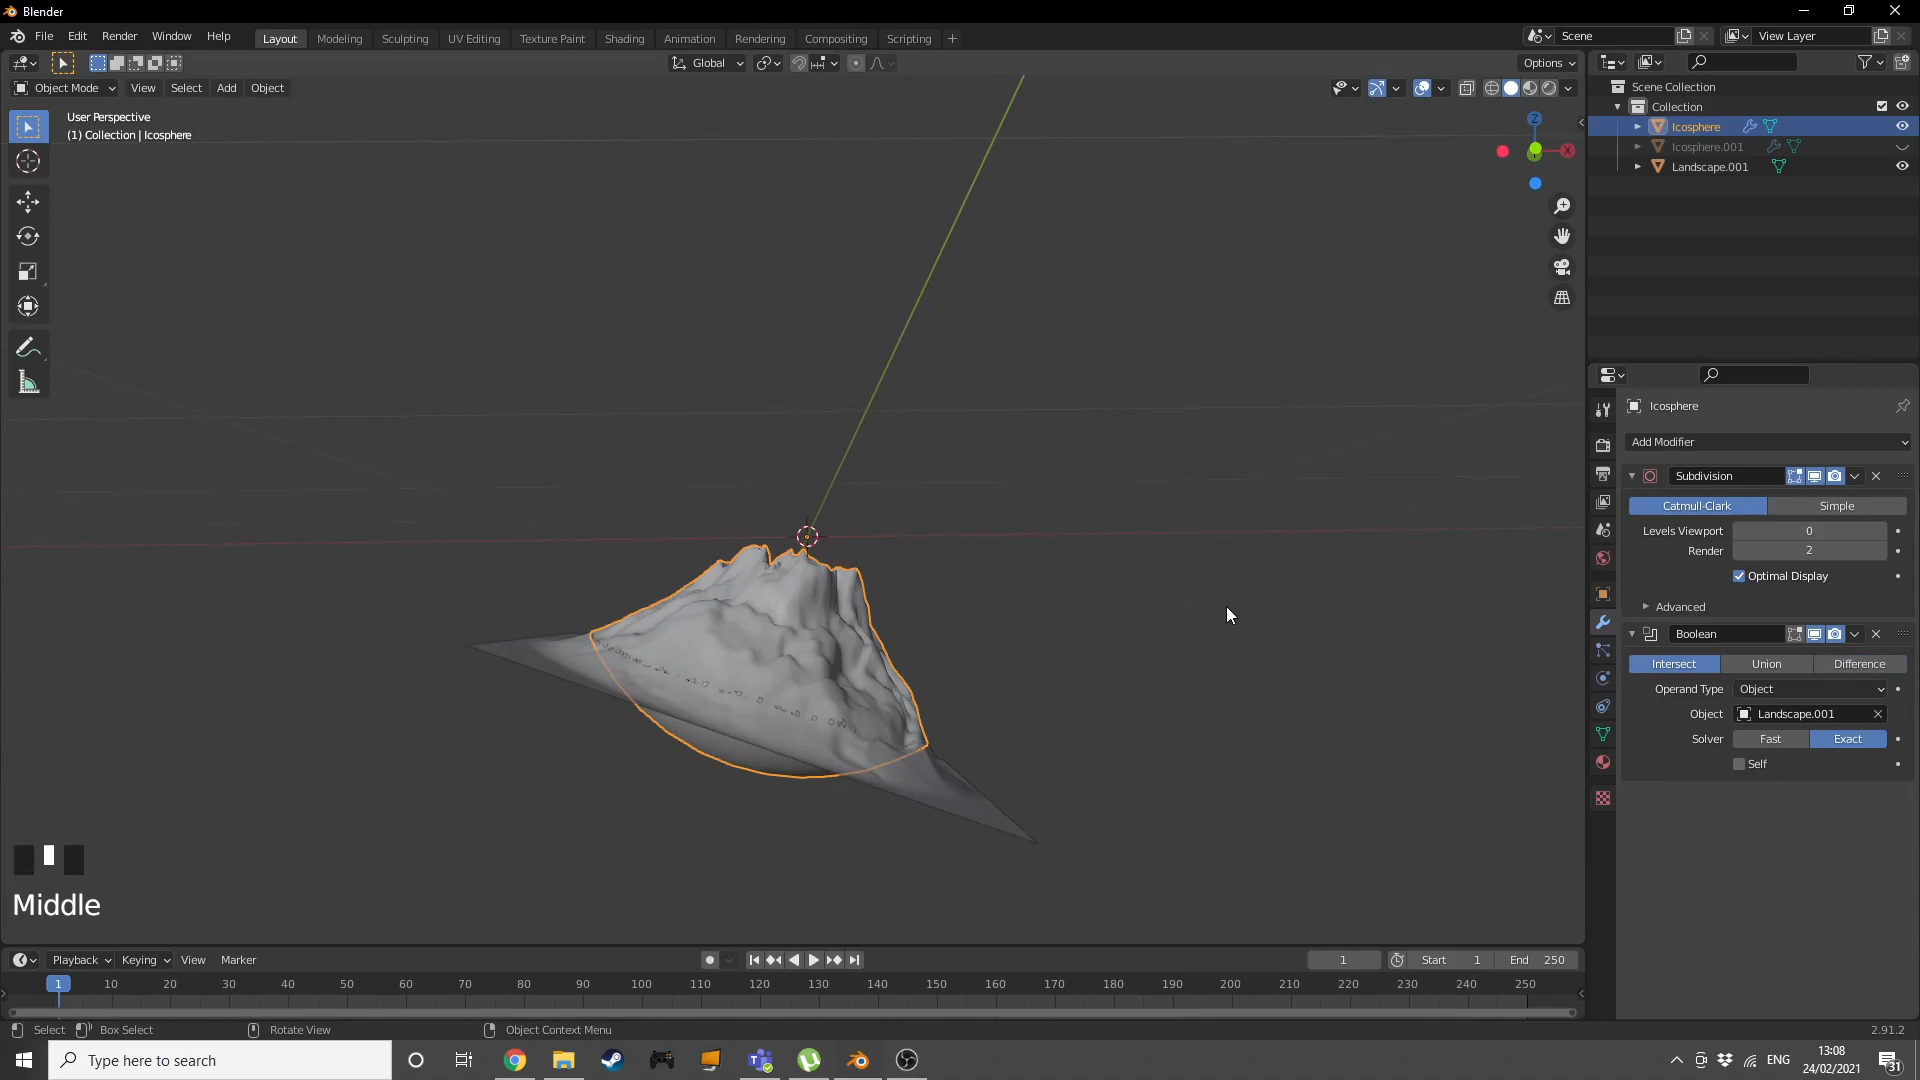 Blender
File Edit Render Window Help
Layout Modeling Sculpting UV Editing Texture Paint Shading Animation Rendering Compositing Scripting
Scene
View Layer
Global
Options
Object Mode View Select Add Object
User Perspective
(1) Collection | Icosphere
Z
X
Scene Collection
Collection
Icosphere
Icosphere.001
Landscape.001
Icosphere
Add Modifier
Subdivision
Catmull-Clark Simple
Levels Viewport 0
Render 2
Optimal Display
Advanced
Boolean
Intersect Union Difference
Operand Type Object
Object Landscape.001
Solver Fast Exact
Self
Middle
Playback Keying View Marker
1 Start 1 End 250
1 10 20 30 40 50 60 70 80 90 100 110 120 130 140 150 160 170 180 190 200 210 220 230 240 250
Select Box Select Rotate View Object Context Menu
2.91.2
Type here to search
ENG
13:08
24/02/2021
31